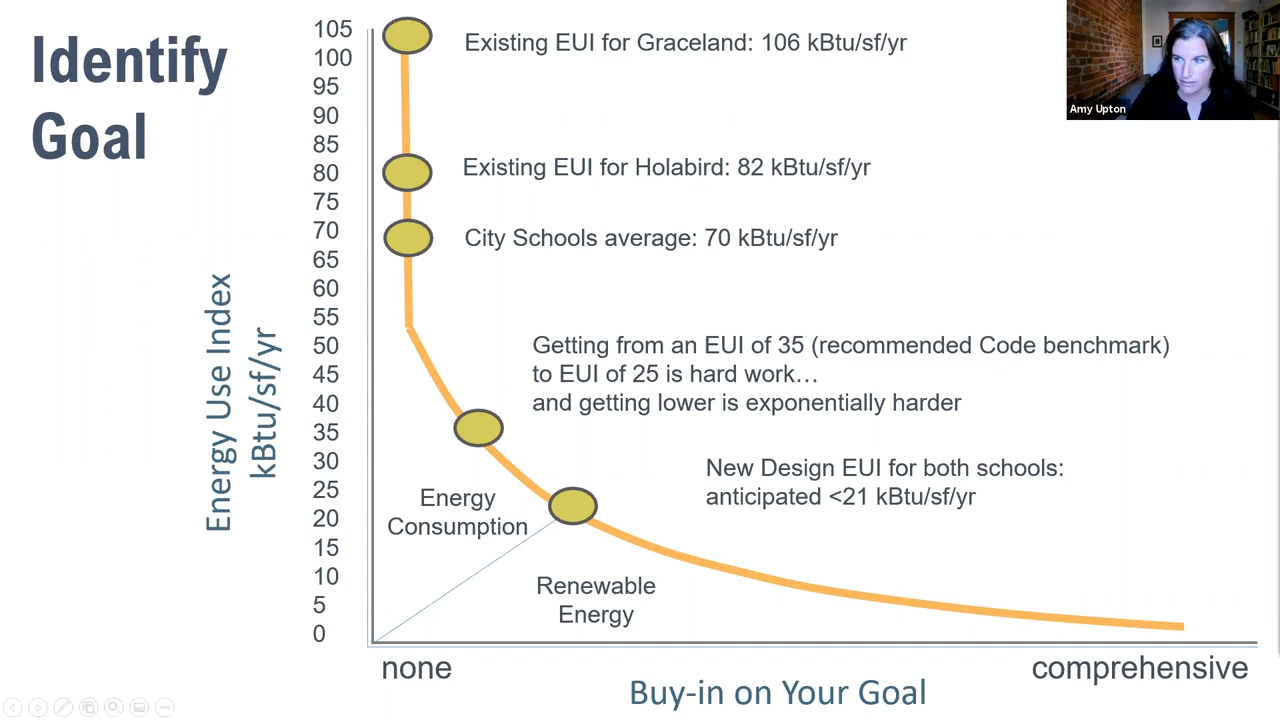 Identify
Goal
105
100
95
90
85
80
75
70
65
60
55
50
45
40
35
30
25
20
15
10
5
0
Energy Use Index
kBtu/sf/yr
Existing EUI for Graceland: 106 kBtu/sf/yr
Existing EUI for Holabird: 82 kBtu/sf/yr
City Schools average: 70 kBtu/sf/yr
Getting from an EUI of 35 (recommended Code benchmark)
to EUI of 25 is hard work…
and getting lower is exponentially harder
New Design EUI for both schools:
anticipated <21 kBtu/sf/yr
Energy
Consumption
Renewable
Energy
none
comprehensive
Buy-in on Your Goal
Amy Upton